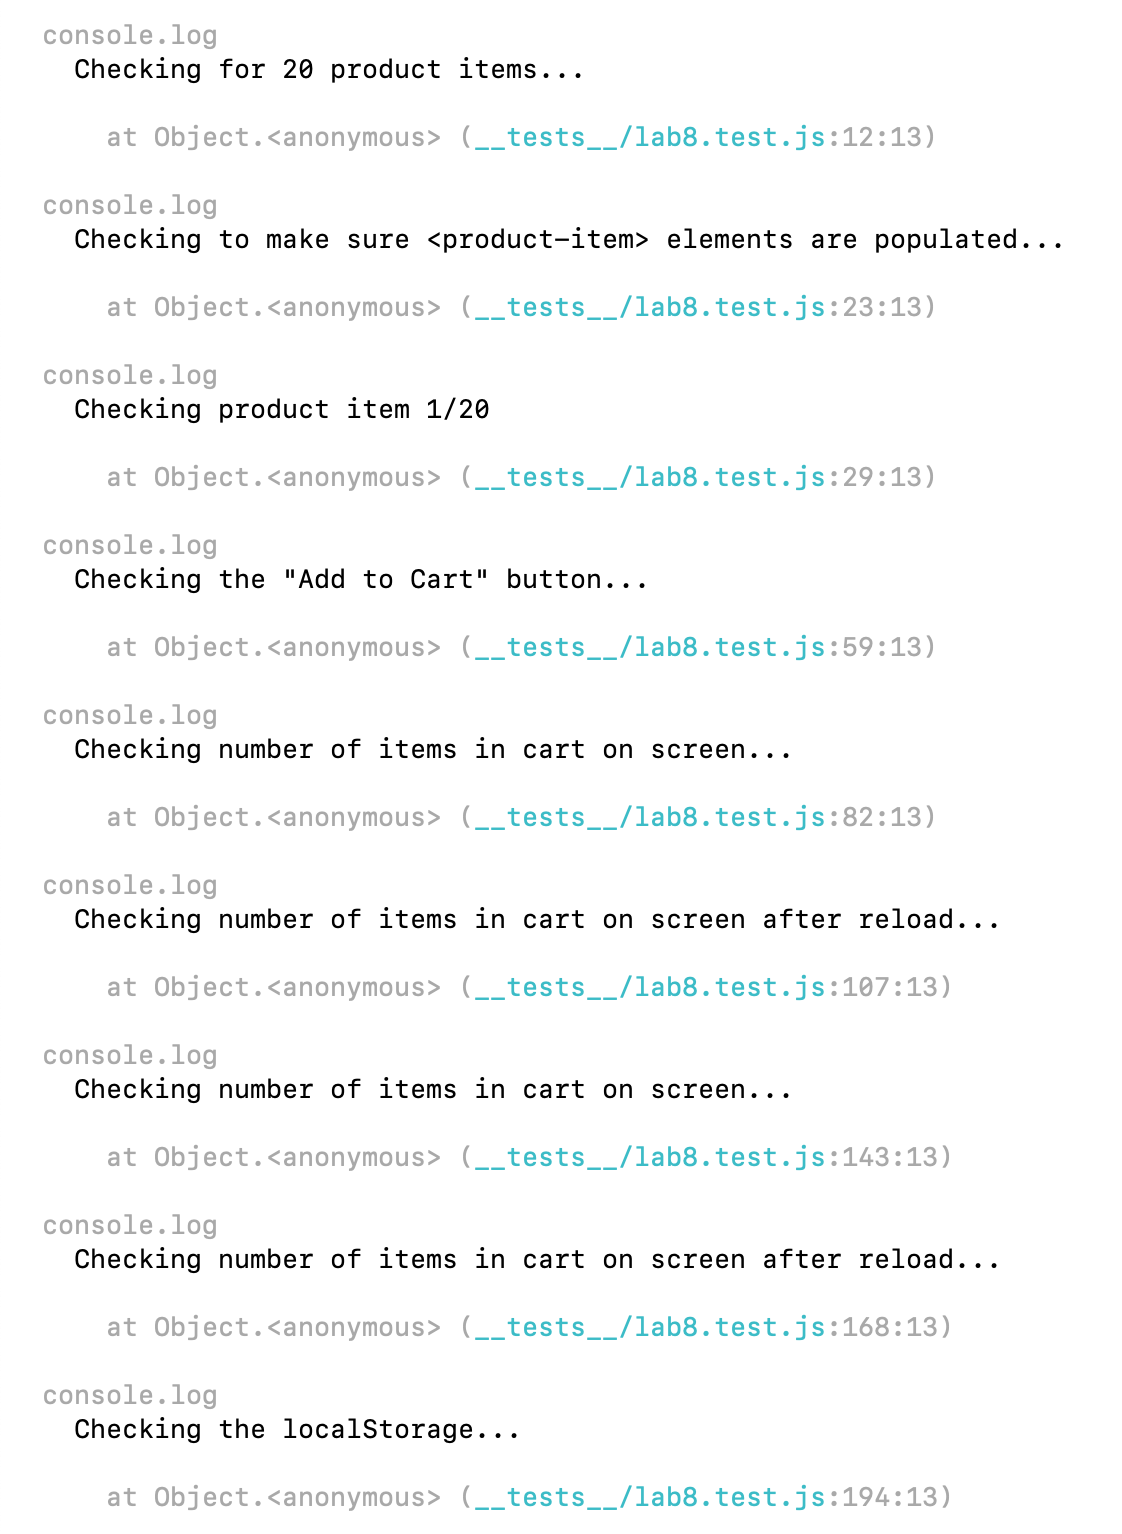 console.log
Checking for 20 product items...
at Object.<anonymous> (__tests__/lab8.test.js:12:13)
console.log
Checking to make sure <product-item> elements are populated...
at Object.<anonymous> (__tests__/lab8.test.js:23:13)
console.log
Checking product item 1/20
at Object.<anonymous> (__tests__/lab8.test.js:29:13)
console.log
Checking the "Add to Cart" button...
at Object.<anonymous> (__tests__/lab8.test.js:59:13)
console.log
Checking number of items in cart on screen...
at Object.<anonymous> (__tests__/lab8.test.js:82:13)
console.log
Checking number of items in cart on screen after reload...
at Object.<anonymous> (__tests__/lab8.test.js:107:13)
console.log
Checking number of items in cart on screen...
at Object.<anonymous> (__tests__/lab8.test.js:143:13)
console.log
Checking number of items in cart on screen after reload...
at Object.<anonymous> (__tests__/lab8.test.js:168:13)
console.log
Checking the localStorage...
at Object.<anonymous> (__tests__/lab8.test.js:194:13)